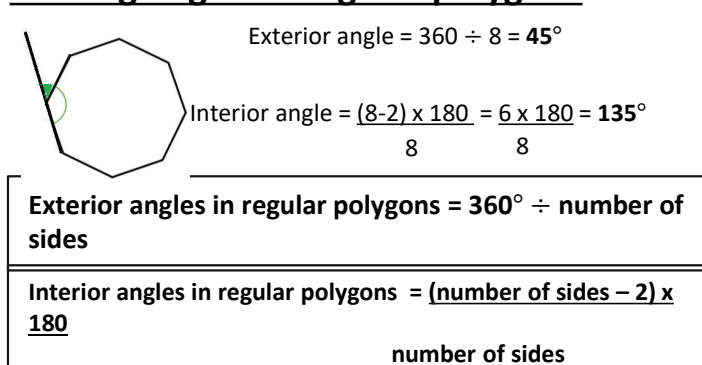 Exterior angle = 360 ÷ 8 = 45°
Interior angle = (8-2) x 180 = 6 x 180 = 135°
8 8
Exterior angles in regular polygons = 360° ÷ number of
sides
Interior angles in regular polygons = (number of sides – 2) x
180
number of sides